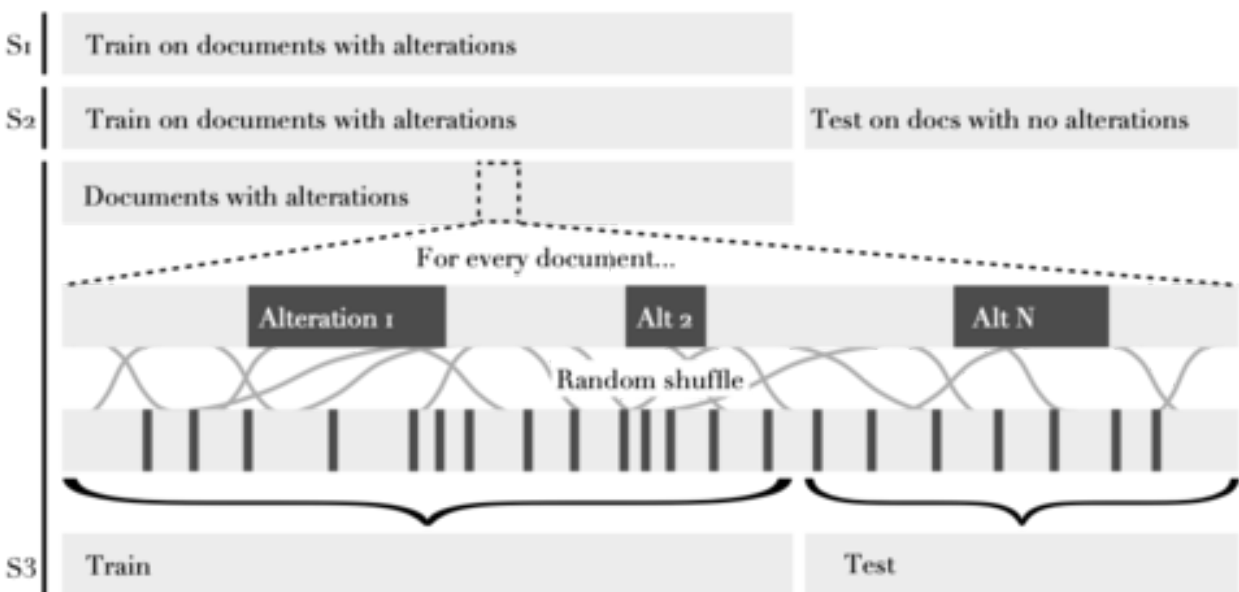 S1 Train on documents with alterations
S2 Train on documents with alterations Test on docs with no alterations
Documents with alterations
For every document...
Alteration 1 Alt 2 Alt N
Random shuffle
S3 Train Test